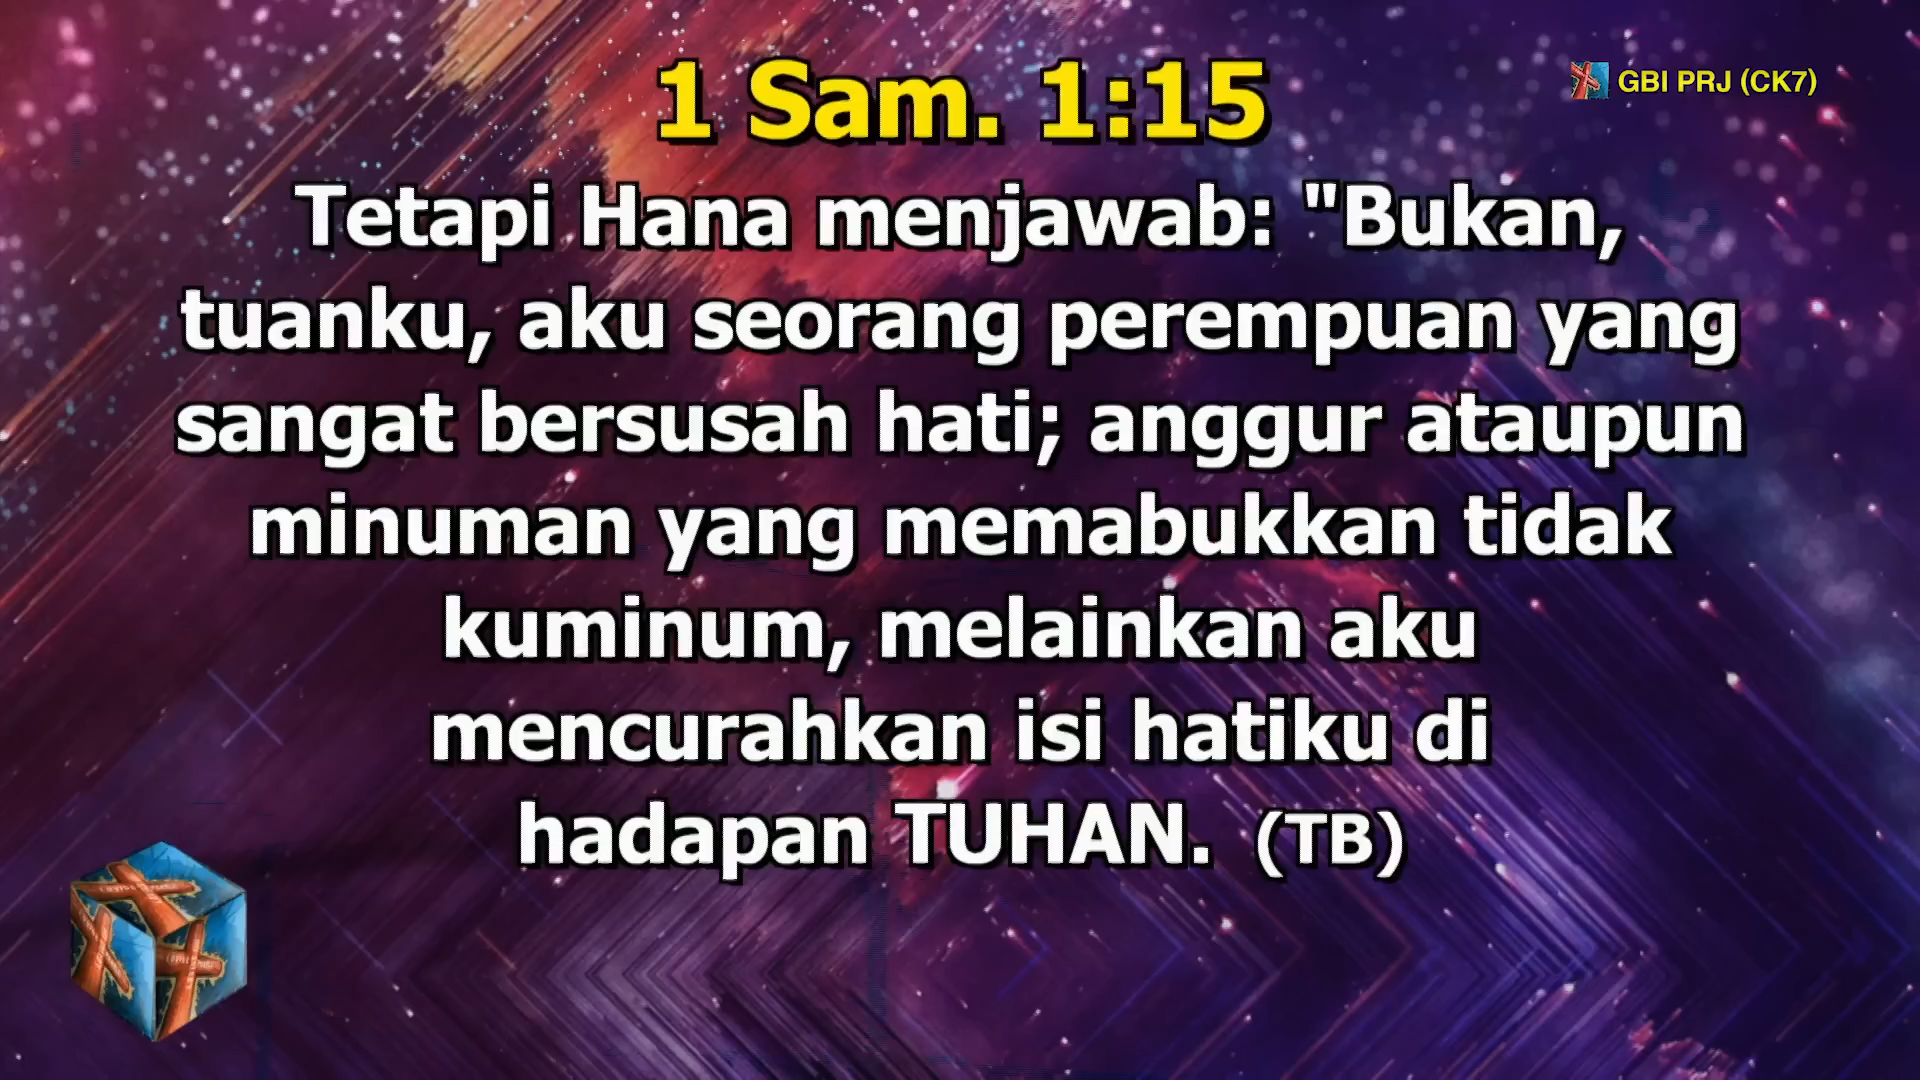 1 Sam. 1:15
GBI PRJ (CK7)
Tetapi Hana menjawab: "Bukan,
tuanku, aku seorang perempuan yang
sangat bersusah hati; anggur ataupun
minuman yang memabukkan tidak
kuminum, melainkan aku
mencurahkan isi hatiku di
hadapan TUHAN. (TB)